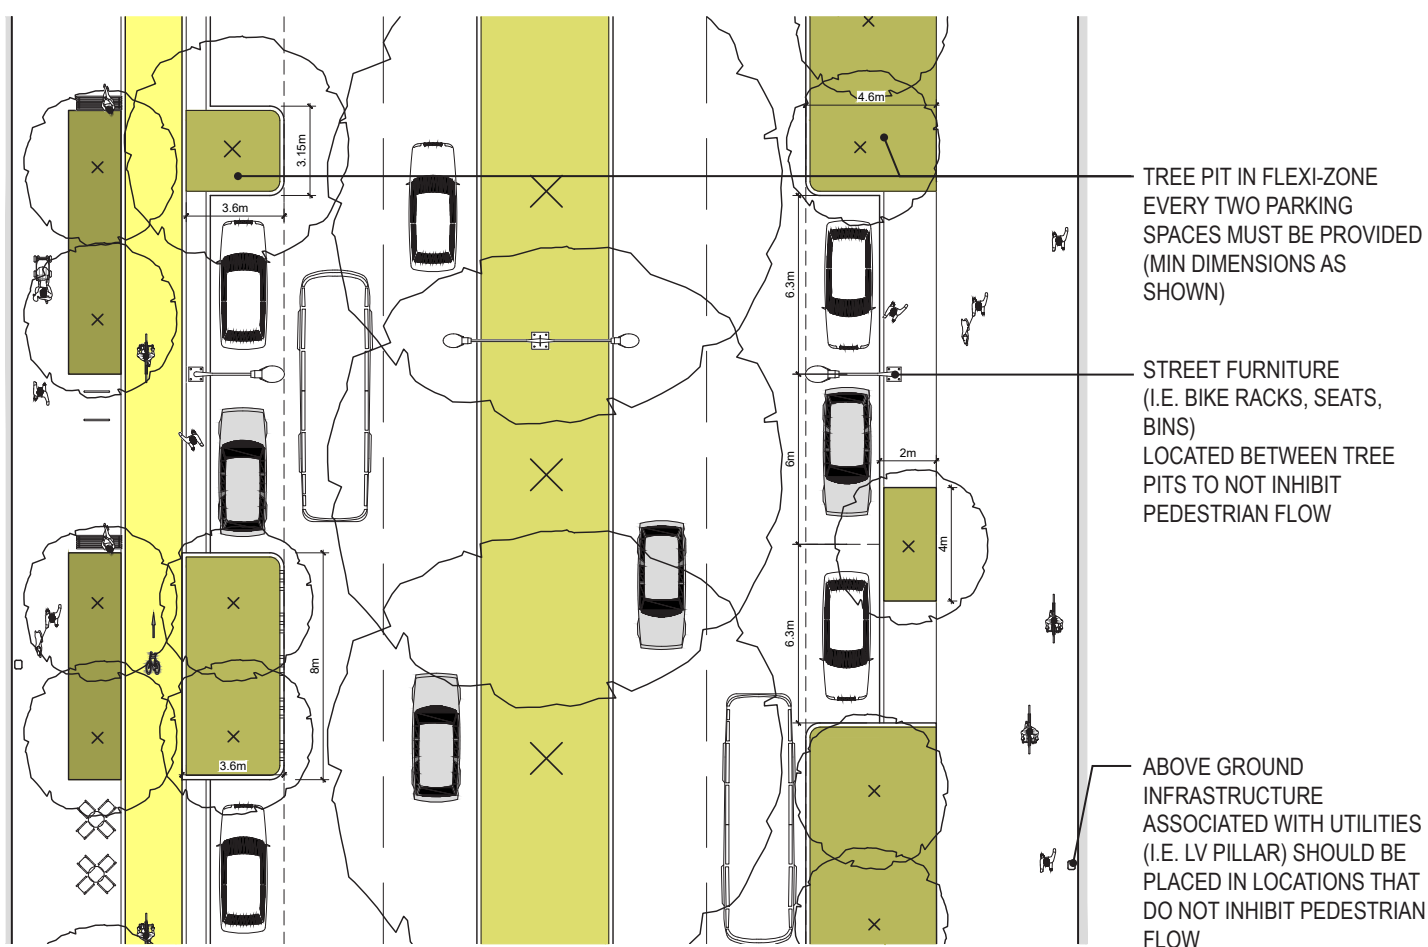 4.6m
3.15m
TREE PIT IN FLEXI-ZONE
EVERY TWO PARKING
SPACES MUST BE PROVIDED
(MIN DIMENSIONS AS
SHOWN)
3.6m
6.3m
STREET FURNITURE
(I.E. BIKE RACKS, SEATS,
BINS)
LOCATED BETWEEN TREE
PITS TO NOT INHIBIT
PEDESTRIAN FLOW
6m
2m
4m
6.3m
8m
3.6m
ABOVE GROUND
INFRASTRUCTURE
ASSOCIATED WITH UTILITIES
(I.E. LV PILLAR) SHOULD BE
PLACED IN LOCATIONS THAT
DO NOT INHIBIT PEDESTRIAN
FLOW